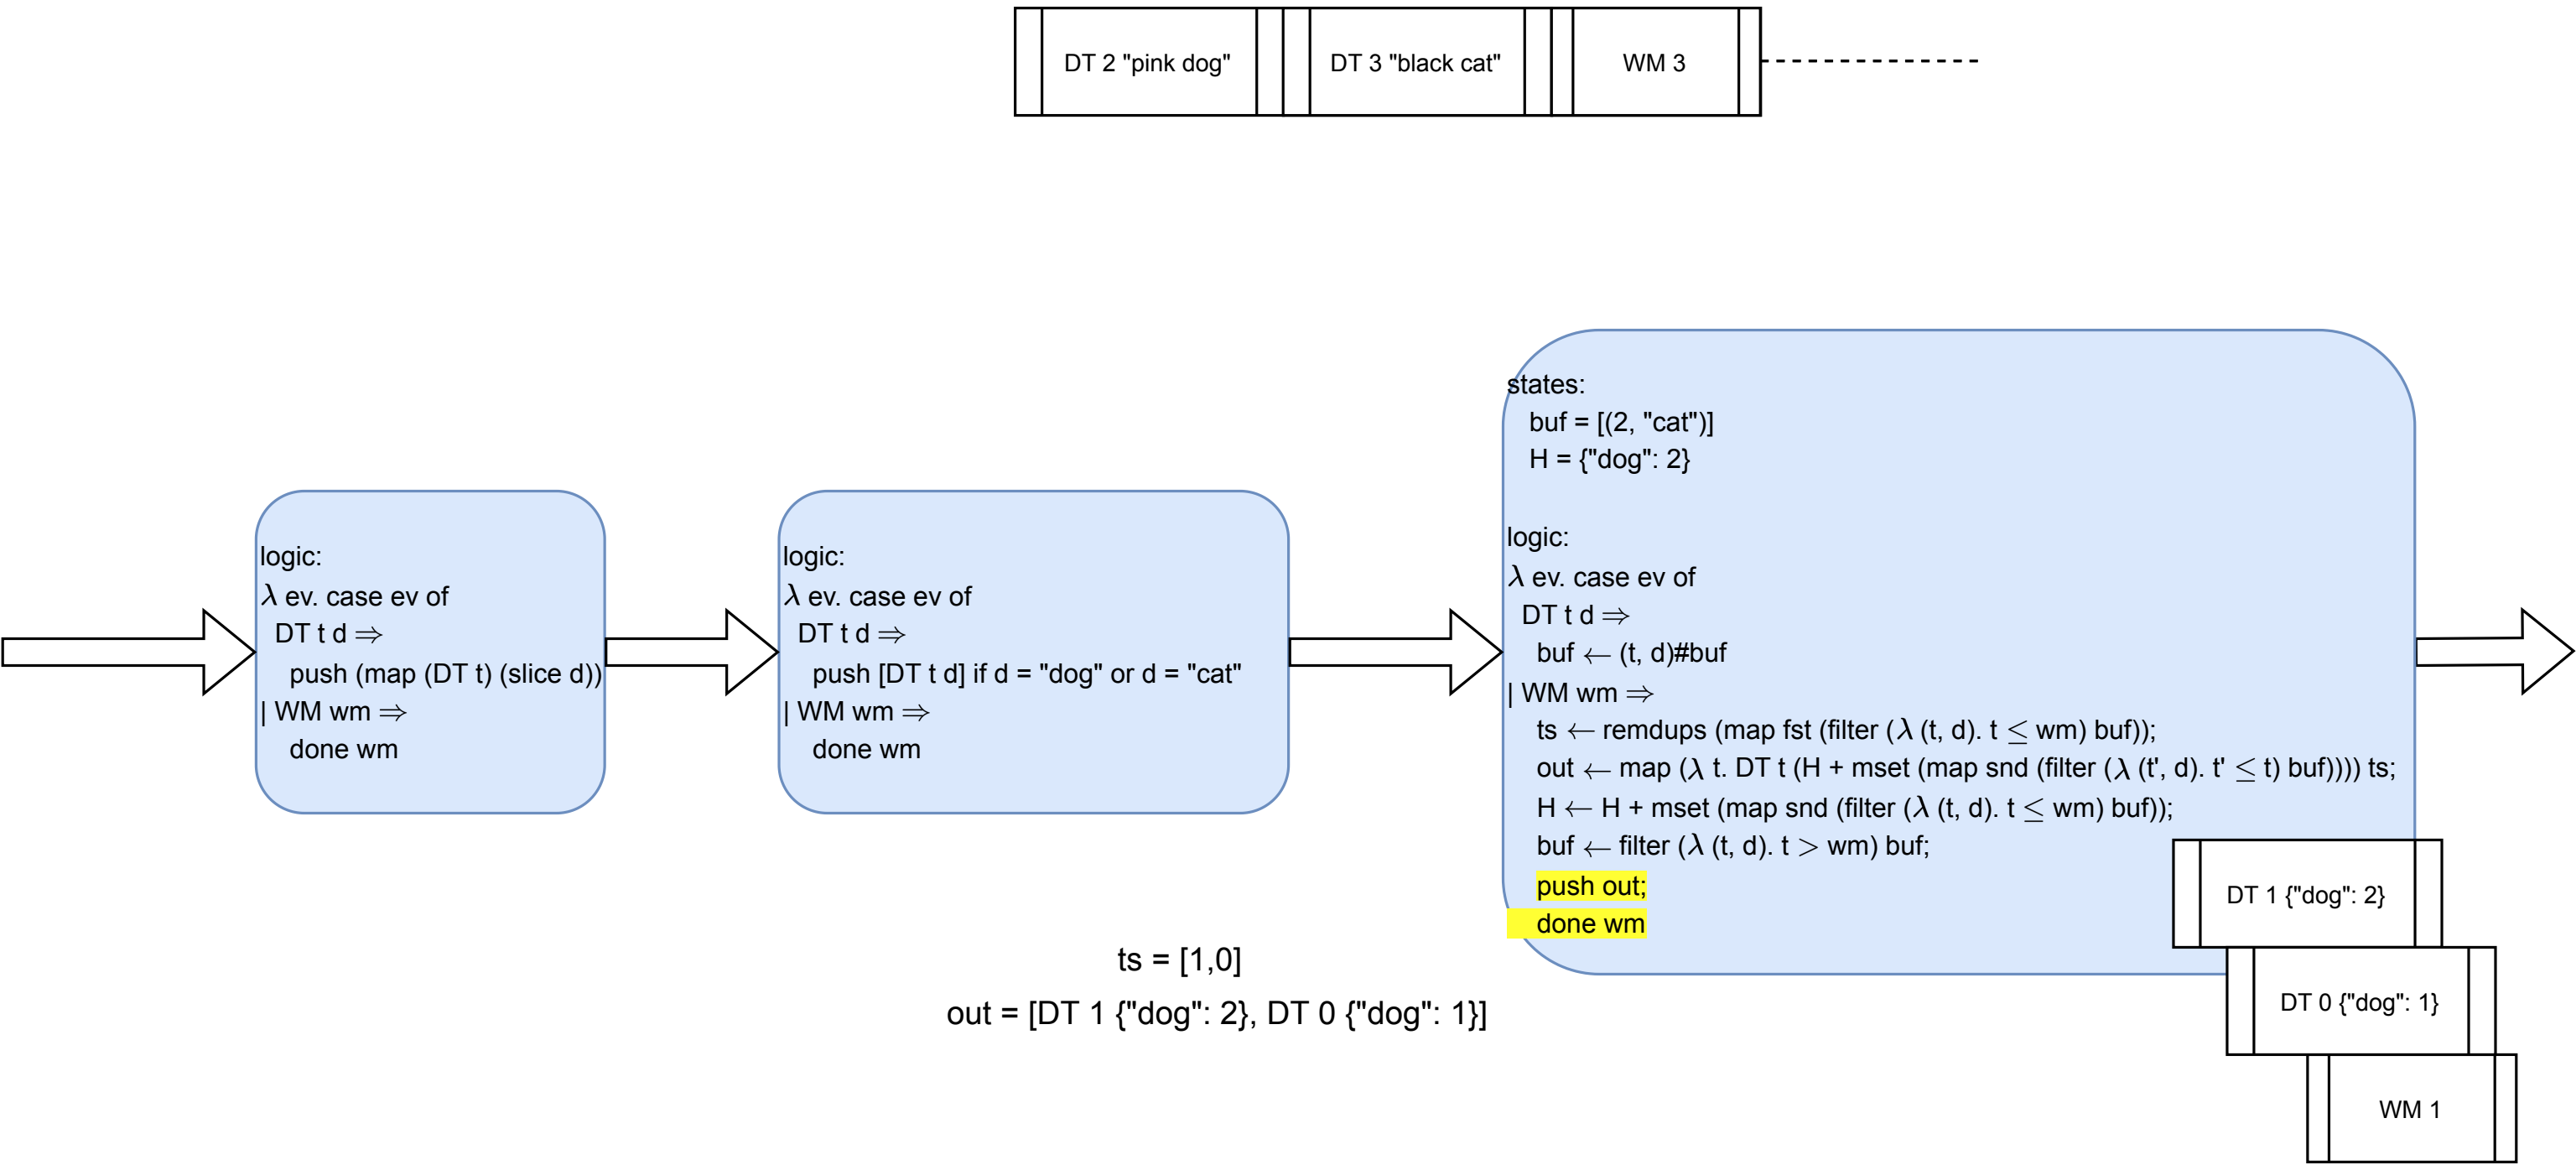 DT 2 "pink dog"
DT 3 "black cat"
WM 3
logic:
λ ev. case ev of
DT t d ⇒
push (map (DT t) (slice d))
| WM wm ⇒
done wm
logic:
λ ev. case ev of
DT t d ⇒
push [DT t d] if d = "dog" or d = "cat"
| WM wm ⇒
done wm
states:
buf = [(2, "cat")]
H = {"dog": 2}
logic:
λ ev. case ev of
DT t d ⇒
buf ← (t, d)#buf
| WM wm ⇒
ts ← remdups (map fst (filter (λ (t, d). t ≤ wm) buf));
out ← map (λ t. DT t (H + mset (map snd (filter (λ (t', d). t' ≤ t) buf)))) ts;
H ← H + mset (map snd (filter (λ (t, d). t ≤ wm) buf));
buf ← filter (λ (t, d). t > wm) buf;
push out;
done wm
ts = [1,0]
out = [DT 1 {"dog": 2}, DT 0 {"dog": 1}]
DT 1 {"dog": 2}
DT 0 {"dog": 1}
WM 1